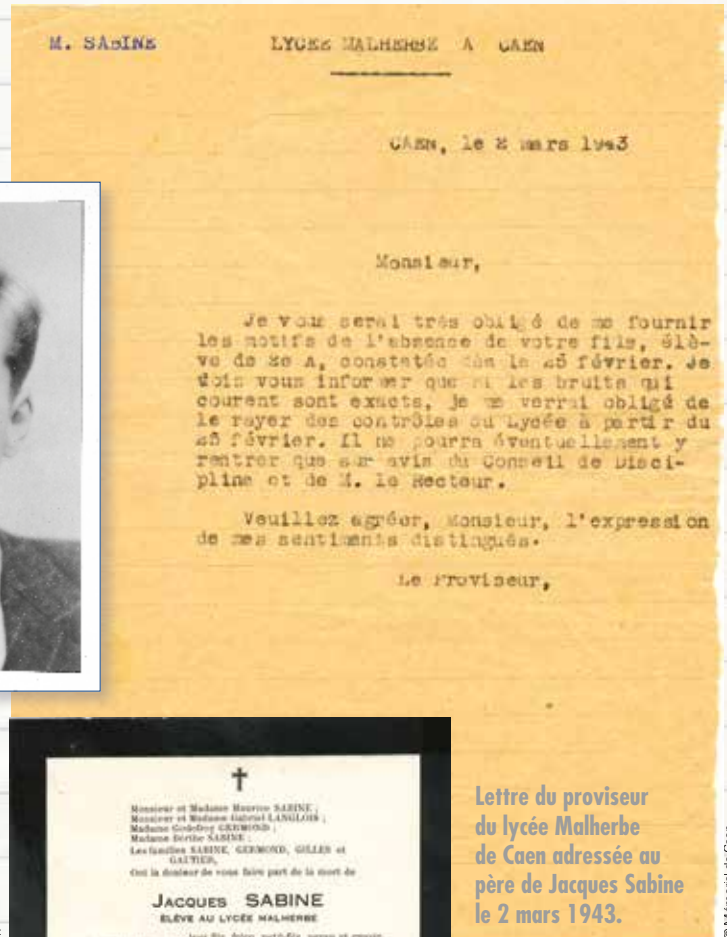 M. SABINE
LYCEE MALHERBE A CAEN
CAEN, le 2 mars 1943
Monsieur,
Je vous serai très obligé de me fournir
les motifs de l'absence de votre fils, élè-
ve de 2e A, constatée dès le 25 février. Je
dois vous informer que si les bruits qui
courent sont exacts, je me verrai obligé de
le rayer des contrôles du Lycée à partir du
25 février. Il ne pourra éventuellement y
rentrer que sur avis du Conseil de Disci-
pline et de M. le Recteur.
Veuillez agréer, Monsieur, l'expression
de mes sentiments distingués.
Le Proviseur,
Monsieur et Madame Maurice SABINE ;
Monsieur et Madame Gabriel LANGLOIS ;
Madame Godefroy GERMOND ;
Madame Berthe SABINE ;
Les familles SABINE, GERMOND, GILLES et
GAUTIER,
Ont la douleur de vous faire part de la mort de
JACQUES SABINE
ÉLÈVE AU LYCÉE MALHERBE
Lettre du proviseur
du lycée Malherbe
de Caen adressée au
père de Jacques Sabine
le 2 mars 1943.